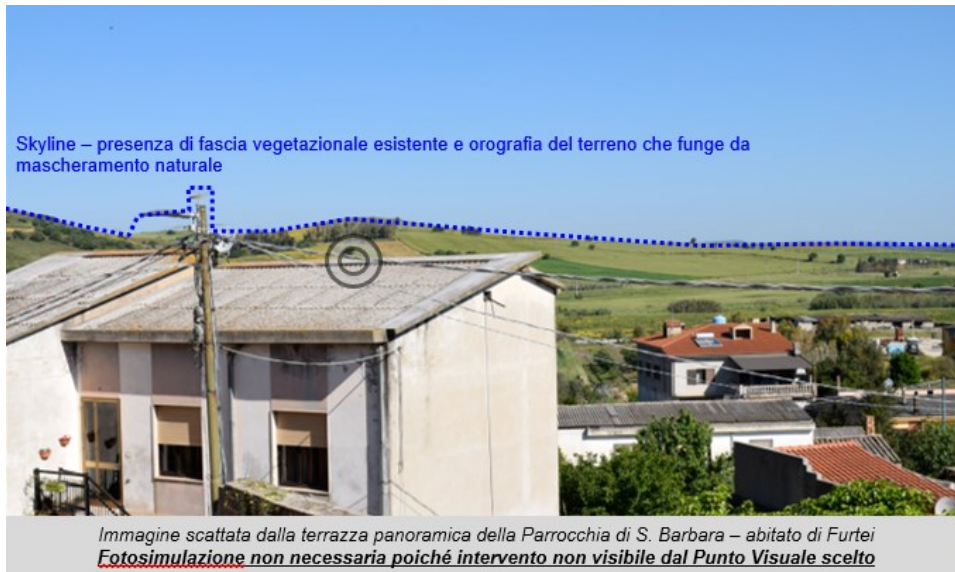 Skyline – presenza di fascia vegetazionale esistente e orografia del terreno che funge da
mascheramento naturale
Immagine scattata dalla terrazza panoramica della Parrocchia di S. Barbara – abitato di Furtei
Fotosimulazione non necessaria poiché intervento non visibile dal Punto Visuale scelto